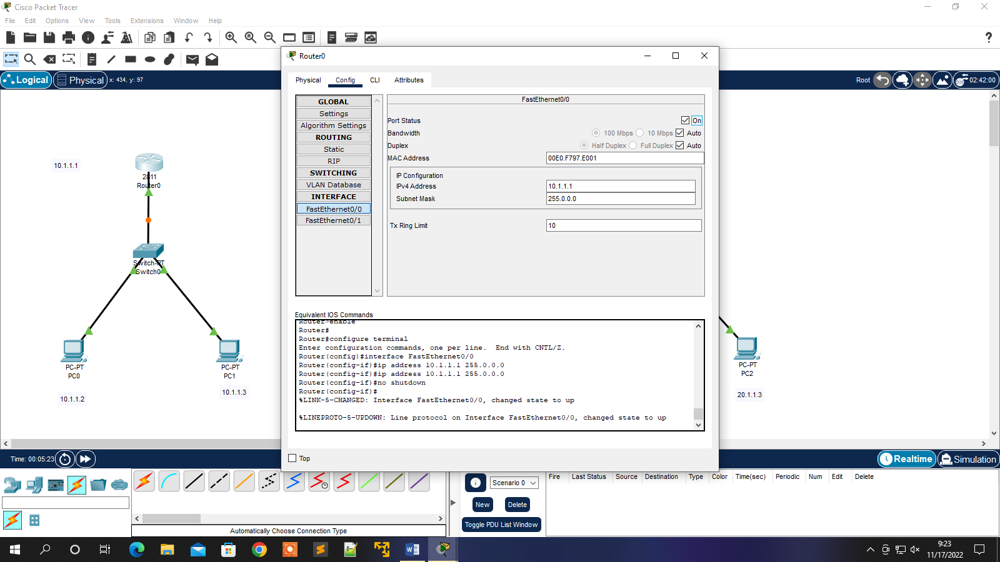 Cisco Packet Tracer
File Edit Options View Tools Extensions Window Help
?
Logical
Physical
x: 434, y: 97
Root
02:42:00
Router0
Physical Config CLI Attributes
GLOBAL
Settings
Algorithm Settings
ROUTING
Static
RIP
SWITCHING
VLAN Database
INTERFACE
FastEthernet0/0
FastEthernet0/1
FastEthernet0/0
Port Status On
Bandwidth 100 Mbps 10 Mbps Auto
Duplex Half Duplex Full Duplex Auto
MAC Address 00E0.F797.E001
IP Configuration
IPv4 Address 10.1.1.1
Subnet Mask 255.0.0.0
Tx Ring Limit 10
Equivalent IOS Commands
Router>enable
Router#
Router#configure terminal
Enter configuration commands, one per line. End with CNTL/Z.
Router(config)#interface FastEthernet0/0
Router(config-if)#ip address 10.1.1.1 255.0.0.0
Router(config-if)#ip address 10.1.1.1 255.0.0.0
Router(config-if)#no shutdown
Router(config-if)#
%LINK-5-CHANGED: Interface FastEthernet0/0, changed state to up
%LINEPROTO-5-UPDOWN: Line protocol on Interface FastEthernet0/0, changed state to up
Top
10.1.1.1
2811
Router0
Switch-PT
Switch0
PC-PT
PC0
10.1.1.2
PC-PT
PC1
10.1.1.3
PC-PT
PC2
20.1.1.3
Time: 00:05:23
Realtime
Simulation
Automatically Choose Connection Type
Scenario 0
New
Delete
Toggle PDU List Window
Fire Last Status Source Destination Type Color Time(sec) Periodic Num Edit Delete
9:23
11/17/2022